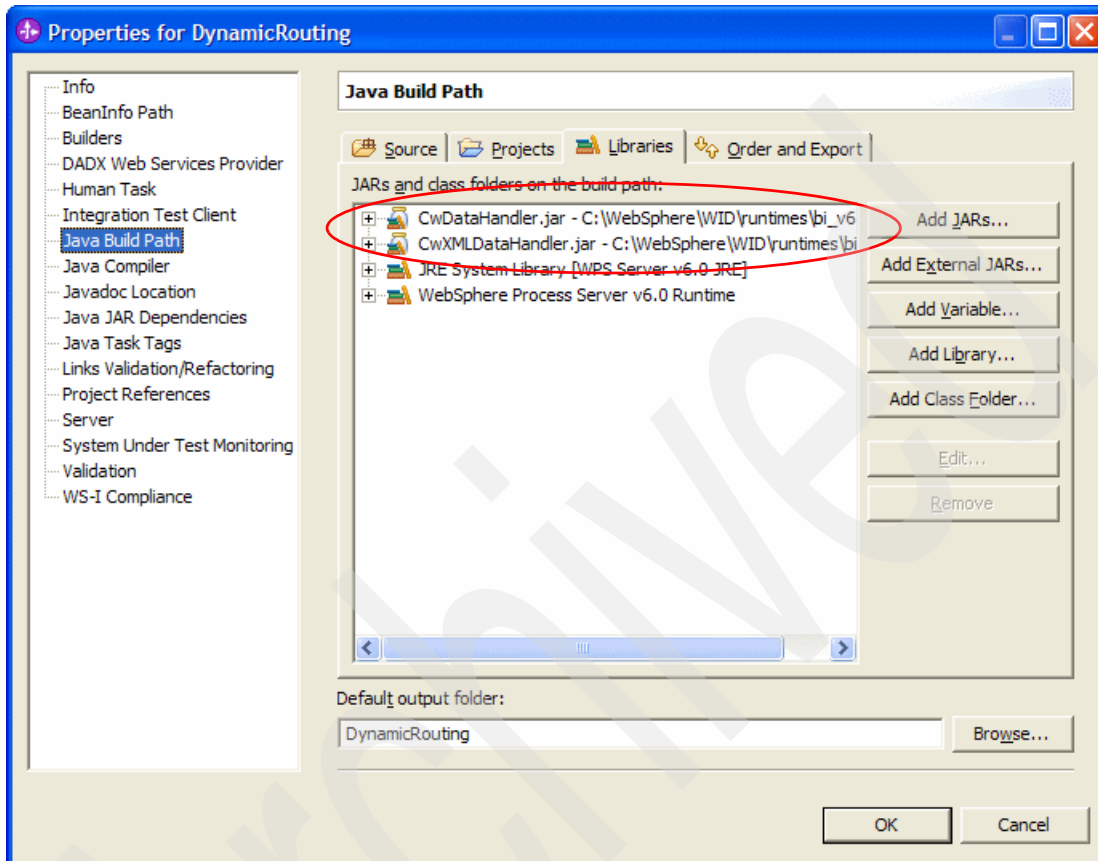 Properties for DynamicRouting
Info
BeanInfo Path
Builders
DADX Web Services Provider
Human Task
Integration Test Client
Java Build Path
Java Compiler
Javadoc Location
Java JAR Dependencies
Java Task Tags
Links Validation/Refactoring
Project References
Server
System Under Test Monitoring
Validation
WS-I Compliance
Java Build Path
Source Projects Libraries Order and Export
JARs and class folders on the build path:
CwDataHandler.jar - C:\WebSphere\WID\runtimes\bi_v6
CwXMLDataHandler.jar - C:\WebSphere\WID\runtimes\bi
JRE System Library [WPS Server v6.0 JRE]
WebSphere Process Server v6.0 Runtime
Add JARs...
Add External JARs...
Add Variable...
Add Library...
Add Class Folder...
Edit...
Remove
Default output folder:
DynamicRouting
Browse...
OK Cancel
Archived